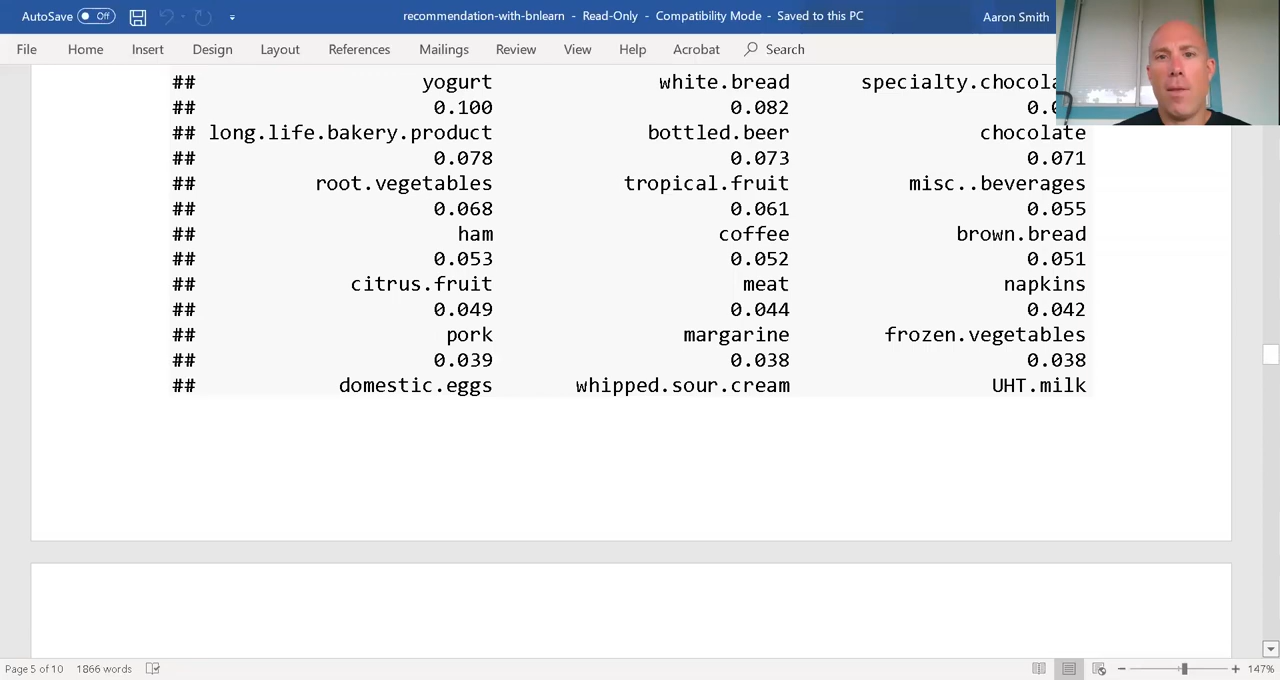 AutoSave Off recommendation-with-bnlearn - Read-Only - Compatibility Mode - Saved to this PC Aaron Smith
File Home Insert Design Layout References Mailings Review View Help Acrobat Search
## yogurt white.bread
## 0.100 0.082
## long.life.bakery.product bottled.beer chocolate
## 0.078 0.073 0.071
## root.vegetables tropical.fruit misc..beverages
## 0.068 0.061 0.055
## ham coffee brown.bread
## 0.053 0.052 0.051
## citrus.fruit meat napkins
## 0.049 0.044 0.042
## pork margarine frozen.vegetables
## 0.039 0.038 0.038
## domestic.eggs whipped.sour.cream UHT.milk
Page 5 of 10 1866 words 147%